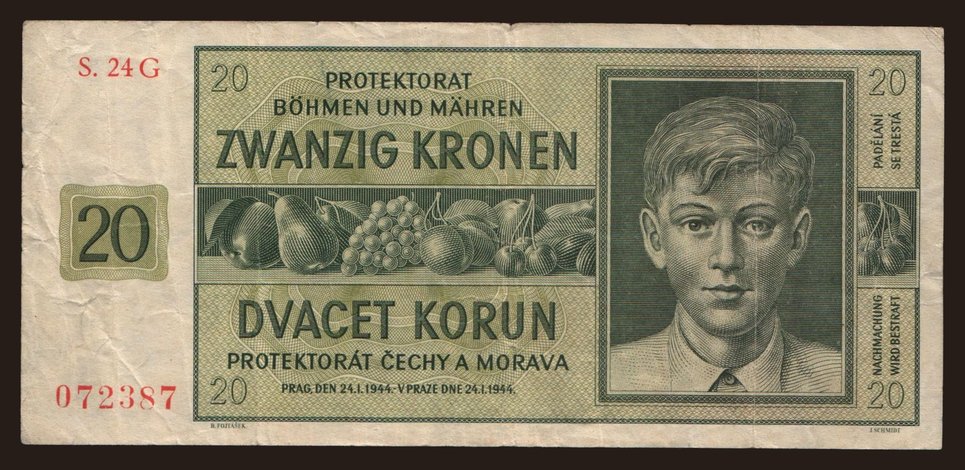 S. 24 G
20
PROTEKTORAT
BÖHMEN UND MÄHREN
ZWANZIG KRONEN
20
PADĚLÁNÍ
SE TRESTÁ
20
DVACET KORUN
PROTEKTORÁT ČECHY A MORAVA
PRAG, DEN 24. I. 1944. - V PRAZE DNE 24. I. 1944.
NACHMACHUNG
WIRD BESTRAFT
072387
20
20
J. SCHMIDT